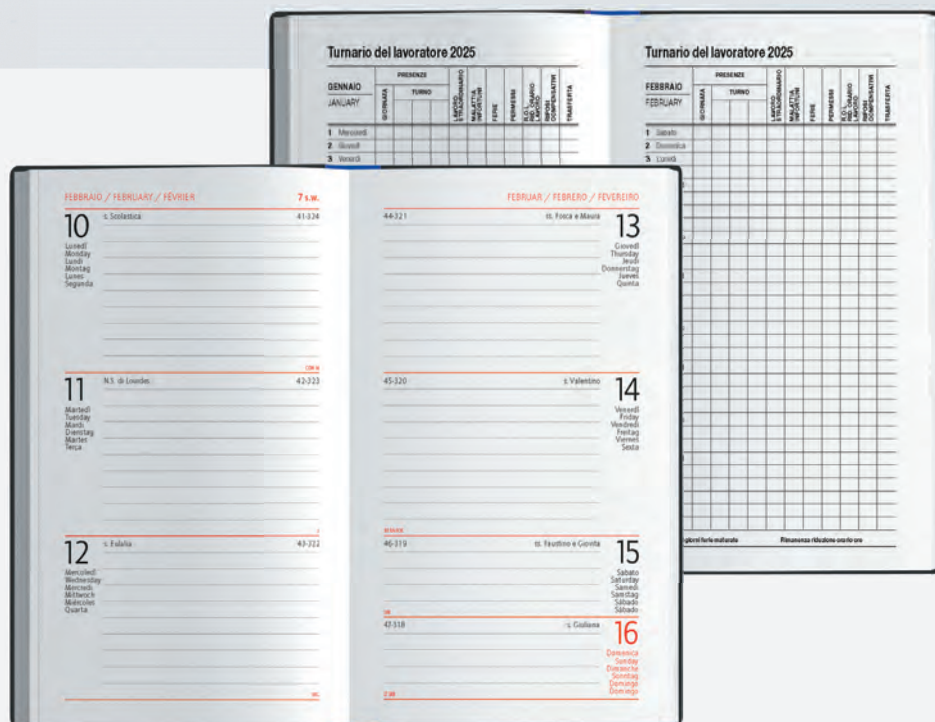 Turnario del lavoratore 2025
GENNAIO
JANUARY
PRESENZE
GIORNATA
TURNO
LAVORO STRAORDINARIO
MALATTIA INFORTUNI
FERIE
PERMESSI
R.O.L. RID. ORARIO LAVORO
RIPOSI COMPENSATIVI
TRASFERTA
1 Mercoledì
2 Giovedì
3 Venerdì
Turnario del lavoratore 2025
FEBBRAIO
FEBRUARY
PRESENZE
GIORNATA
TURNO
LAVORO STRAORDINARIO
MALATTIA INFORTUNI
FERIE
PERMESSI
R.O.L. RID. ORARIO LAVORO
RIPOSI COMPENSATIVI
TRASFERTA
1 Sabato
2 Domenica
3 Lunedì
giorni ferie maturate
Rimanenza riduzione orario ore
FEBBRAIO / FEBRUARY / FÉVRIER 7 s.w.
10 s. Scolastica 41-324
Lunedì
Monday
Lundi
Montag
Lunes
Segunda
11 N.S. di Lourdes 42-323
Martedì
Tuesday
Mardi
Dienstag
Martes
Terça
12 s. Eulalia 43-322
Mercoledì
Wednesday
Mercredi
Mittwoch
Miércoles
Quarta
FEBRUAR / FEBRERO / FEVEREIRO
44-321 ss. Fosca e Maura 13
Giovedì
Thursday
Jeudi
Donnerstag
Jueves
Quinta
45-320 s. Valentino 14
Venerdì
Friday
Vendredi
Freitag
Viernes
Sexta
46-319 ss. Faustino e Giovita 15
Sabato
Saturday
Samedi
Samstag
Sábado
Sábado
47-318 s. Giuliana 16
Domenica
Sunday
Dimanche
Sonntag
Domingo
Domingo